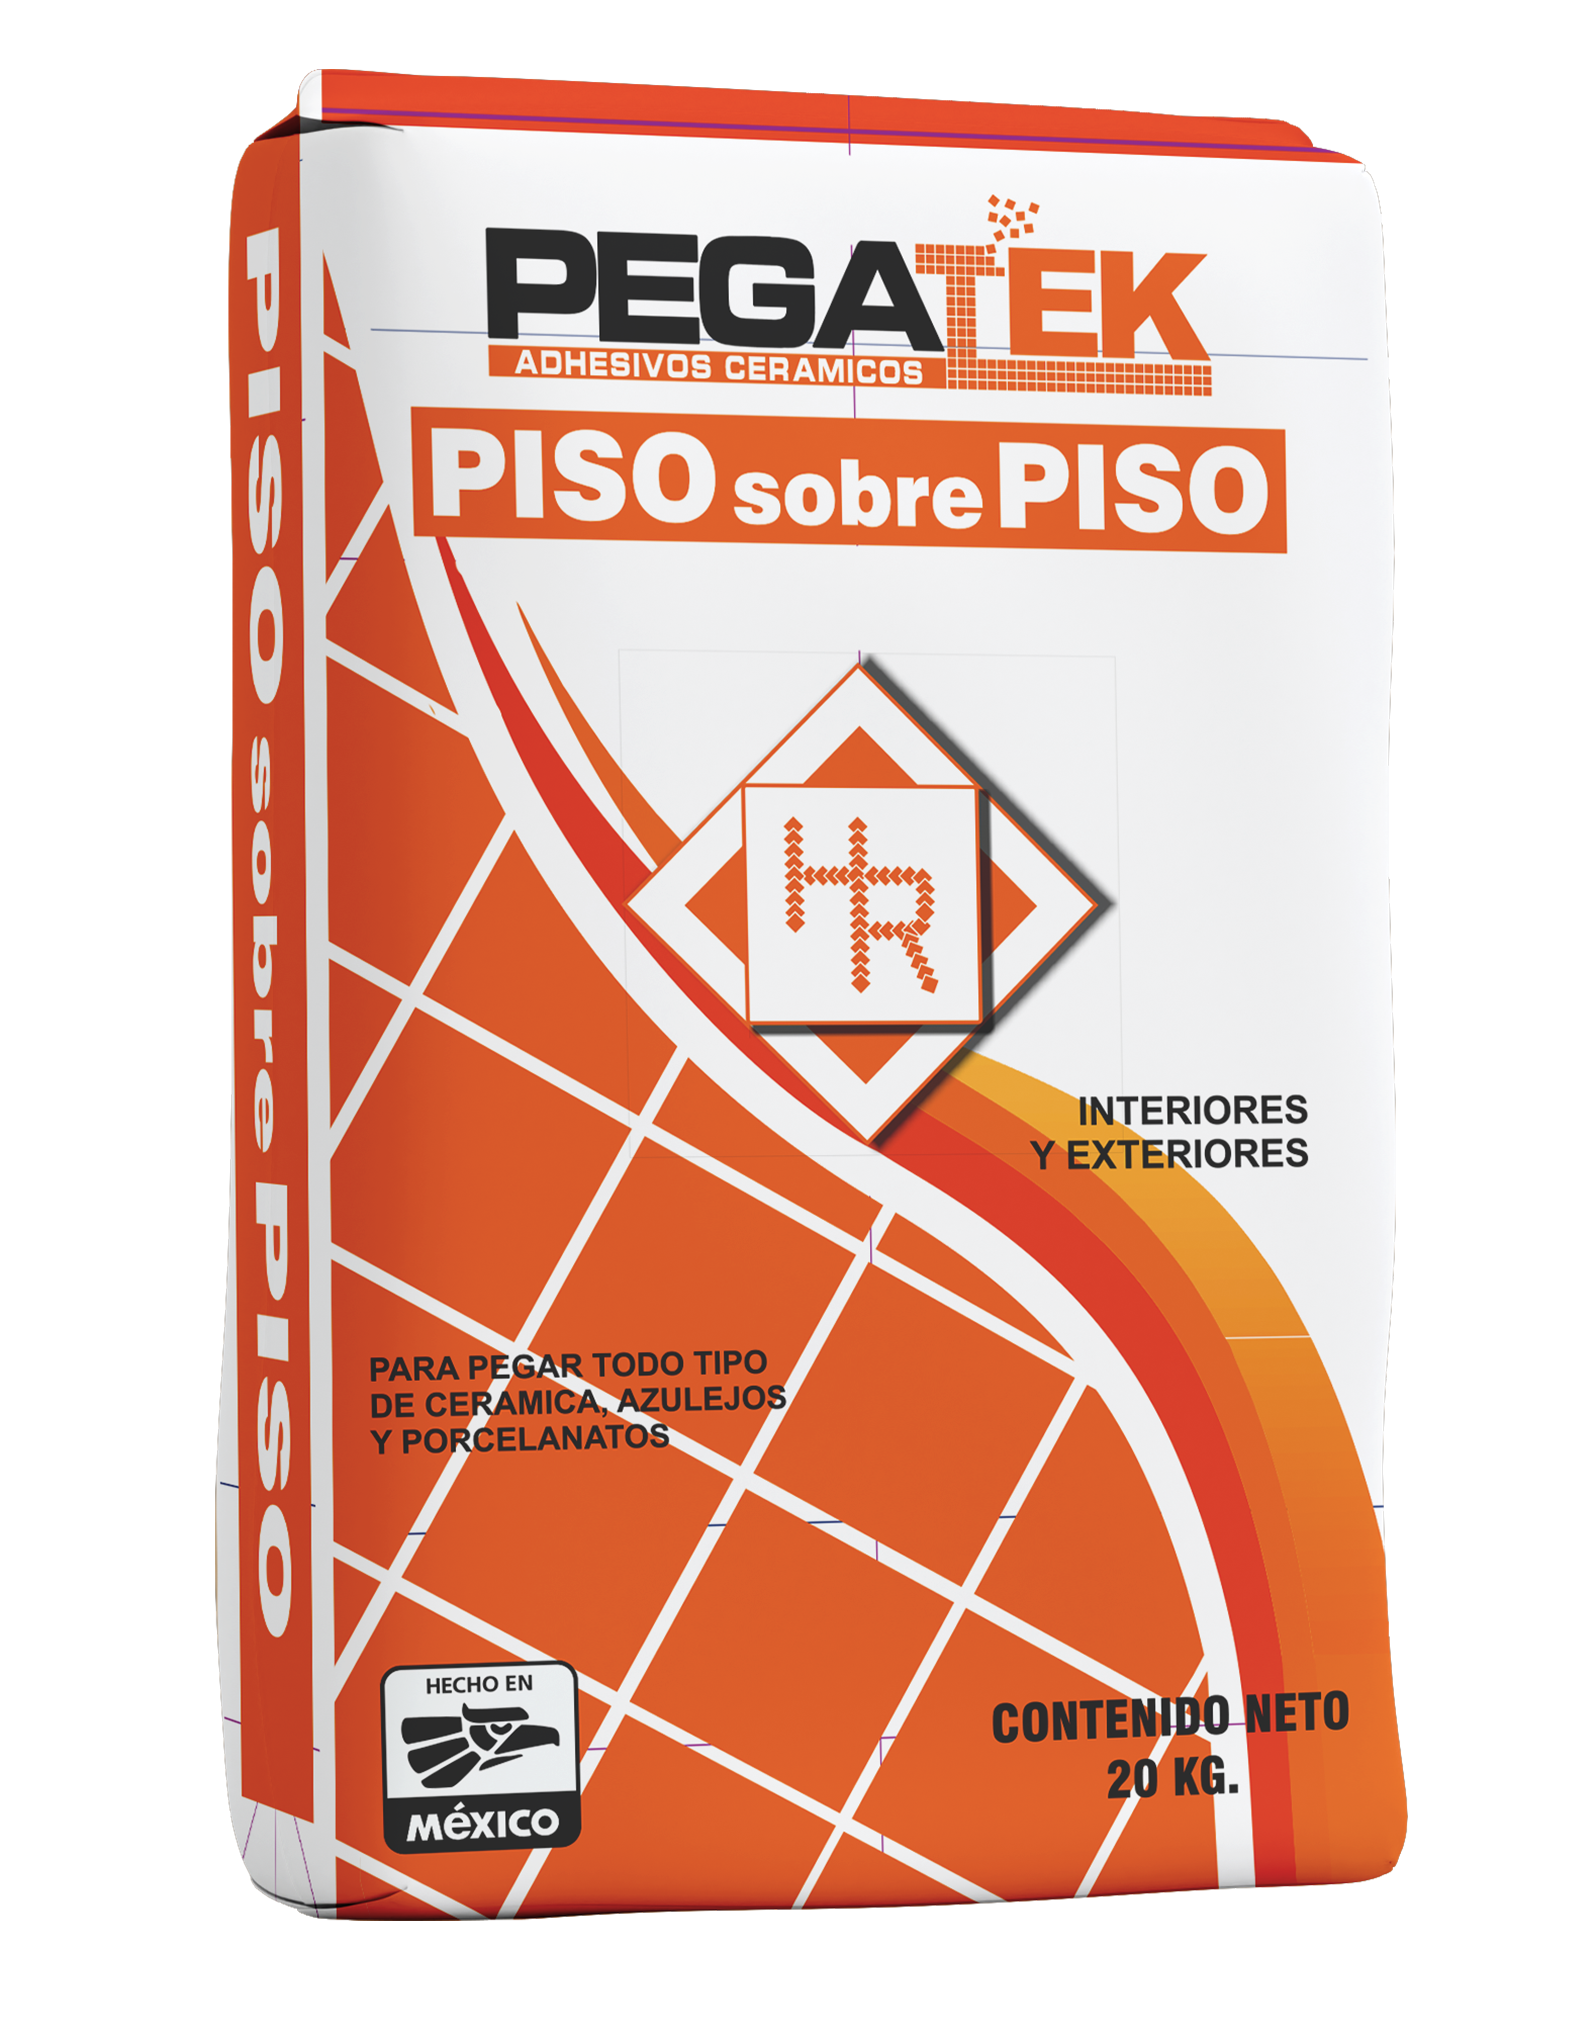 PEGATEK
ADHESIVOS CERAMICOS
PISO sobre PISO
HR
INTERIORES
Y EXTERIORES
PARA PEGAR TODO TIPO
DE CERAMICA, AZULEJOS
Y PORCELANATOS
HECHO EN
MéXICO
CONTENIDO NETO
20 KG.
PISO sobre PISO